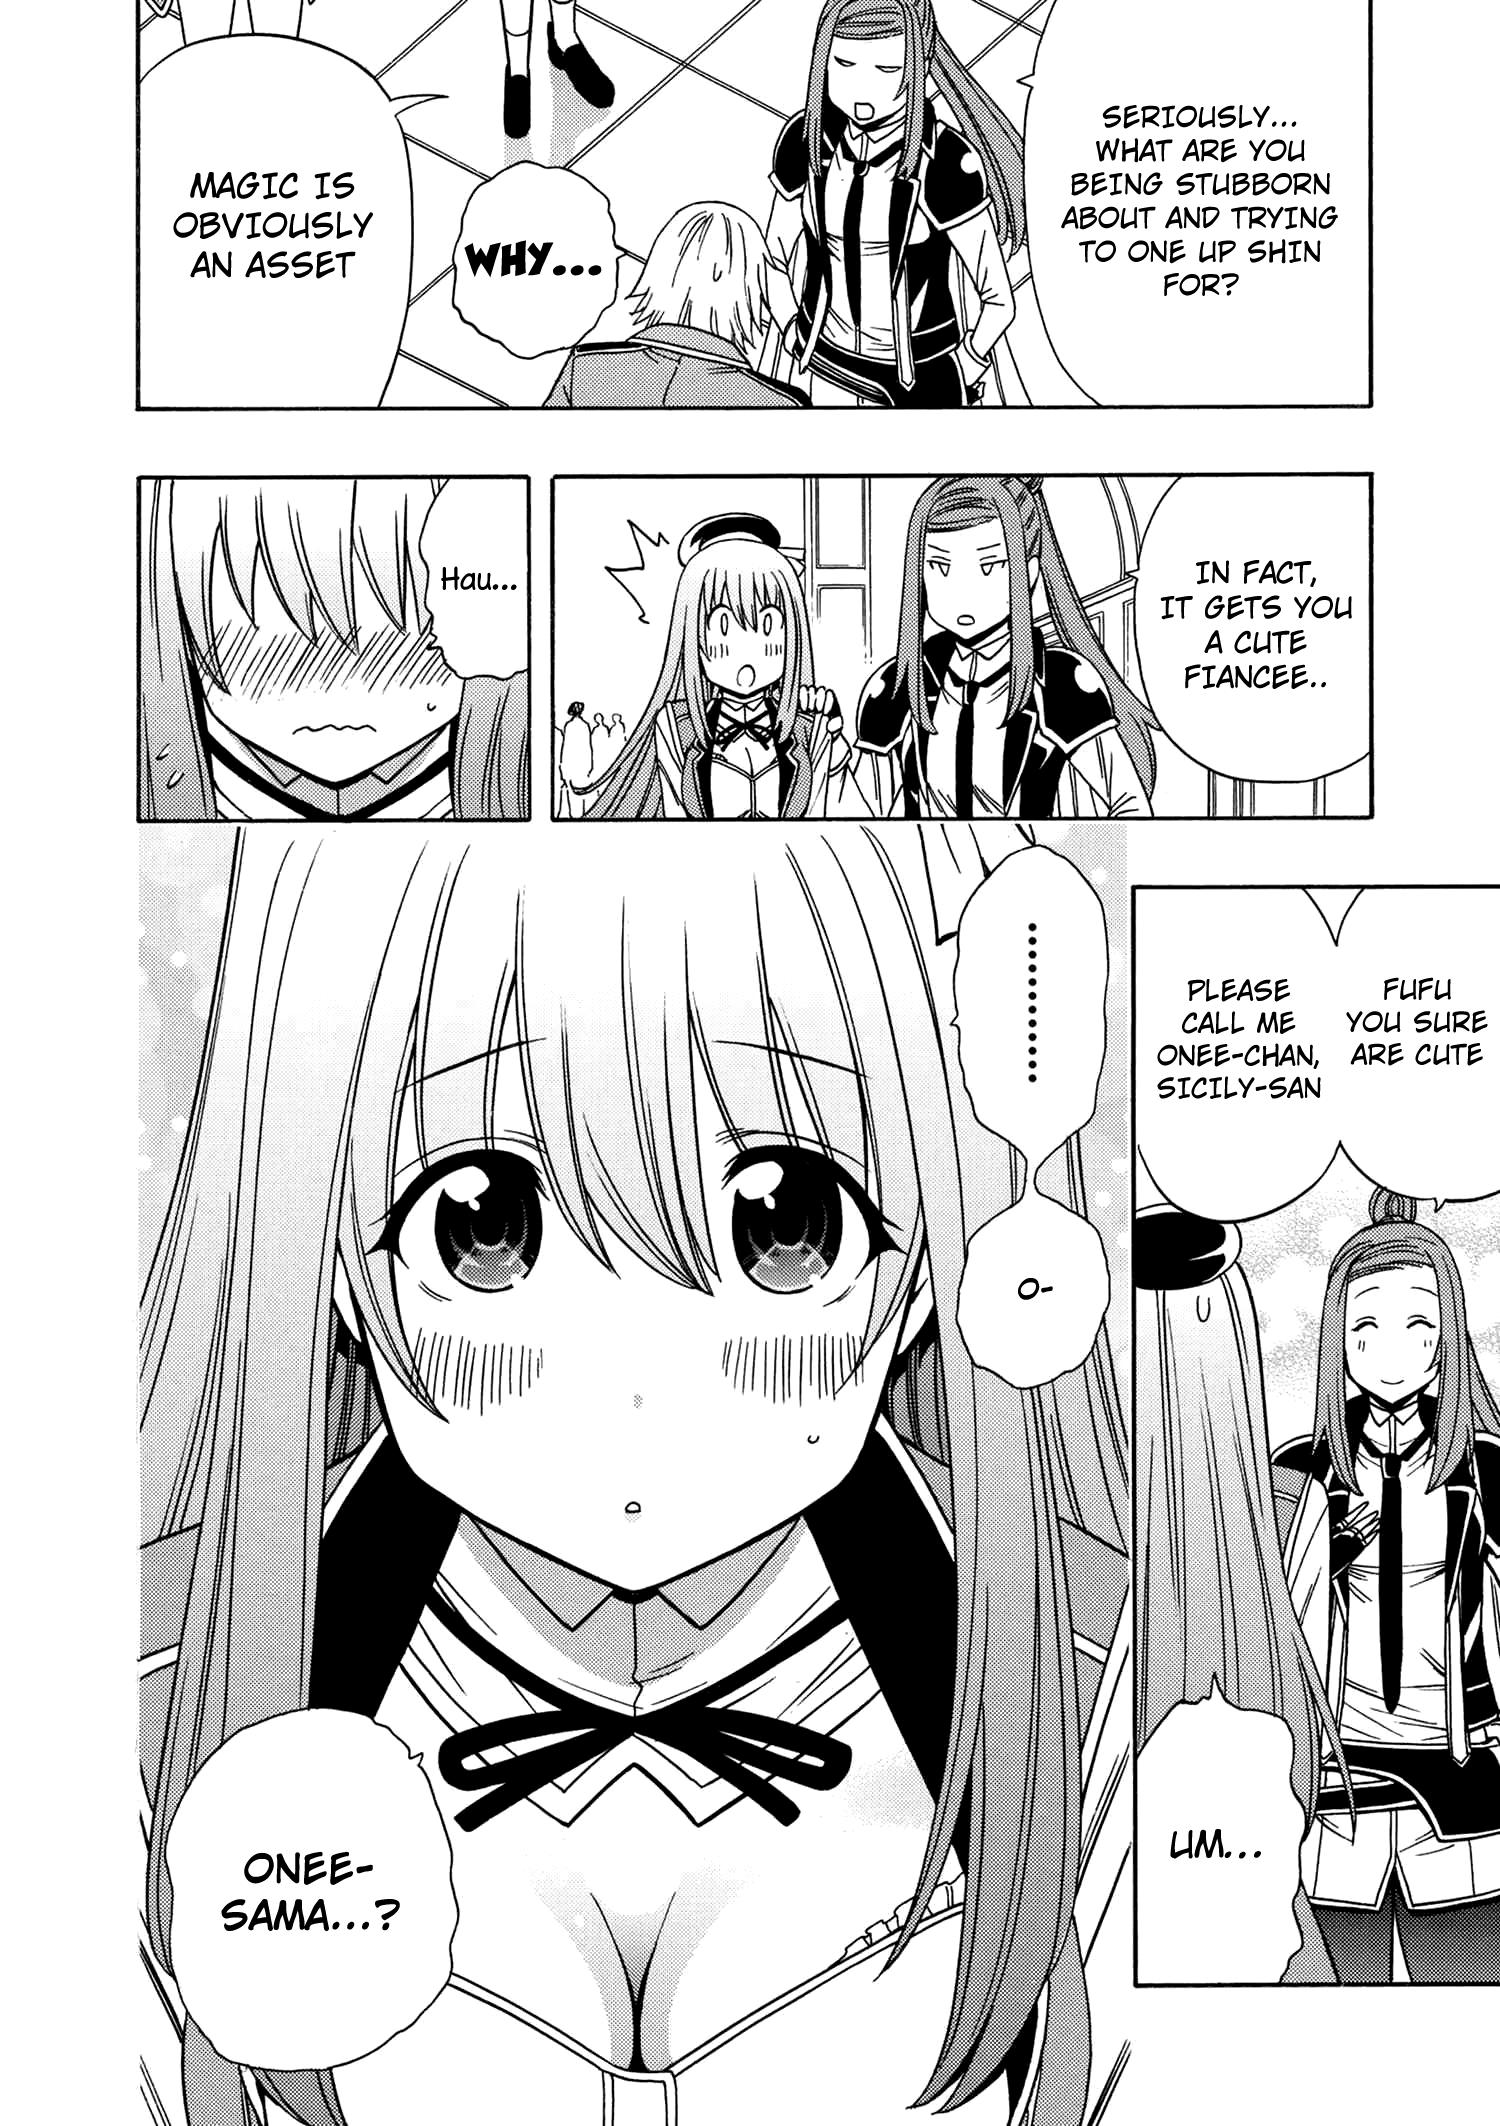 SERIOUSLY...
WHAT ARE YOU
BEING STUBBORN
ABOUT AND TRYING
TO ONE UP SHIN
FOR?
WHY...
MAGIC IS
OBVIOUSLY
AN ASSET
IN FACT,
IT GETS YOU
A CUTE
FIANCEE..
Hau...
FUFU
YOU SURE
ARE CUTE
PLEASE
CALL ME
ONEE-CHAN,
SICILY-SAN
UM...
..........
O-
ONEE-
SAMA...?